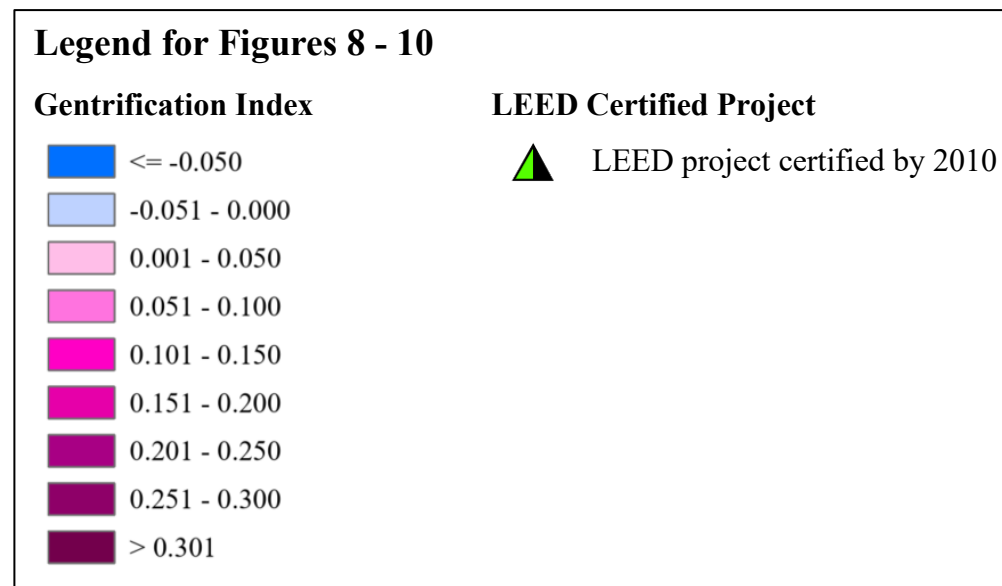 Legend for Figures 8 - 10
Gentrification Index
<= -0.050
-0.051 - 0.000
0.001 - 0.050
0.051 - 0.100
0.101 - 0.150
0.151 - 0.200
0.201 - 0.250
0.251 - 0.300
> 0.301
LEED Certified Project
LEED project certified by 2010